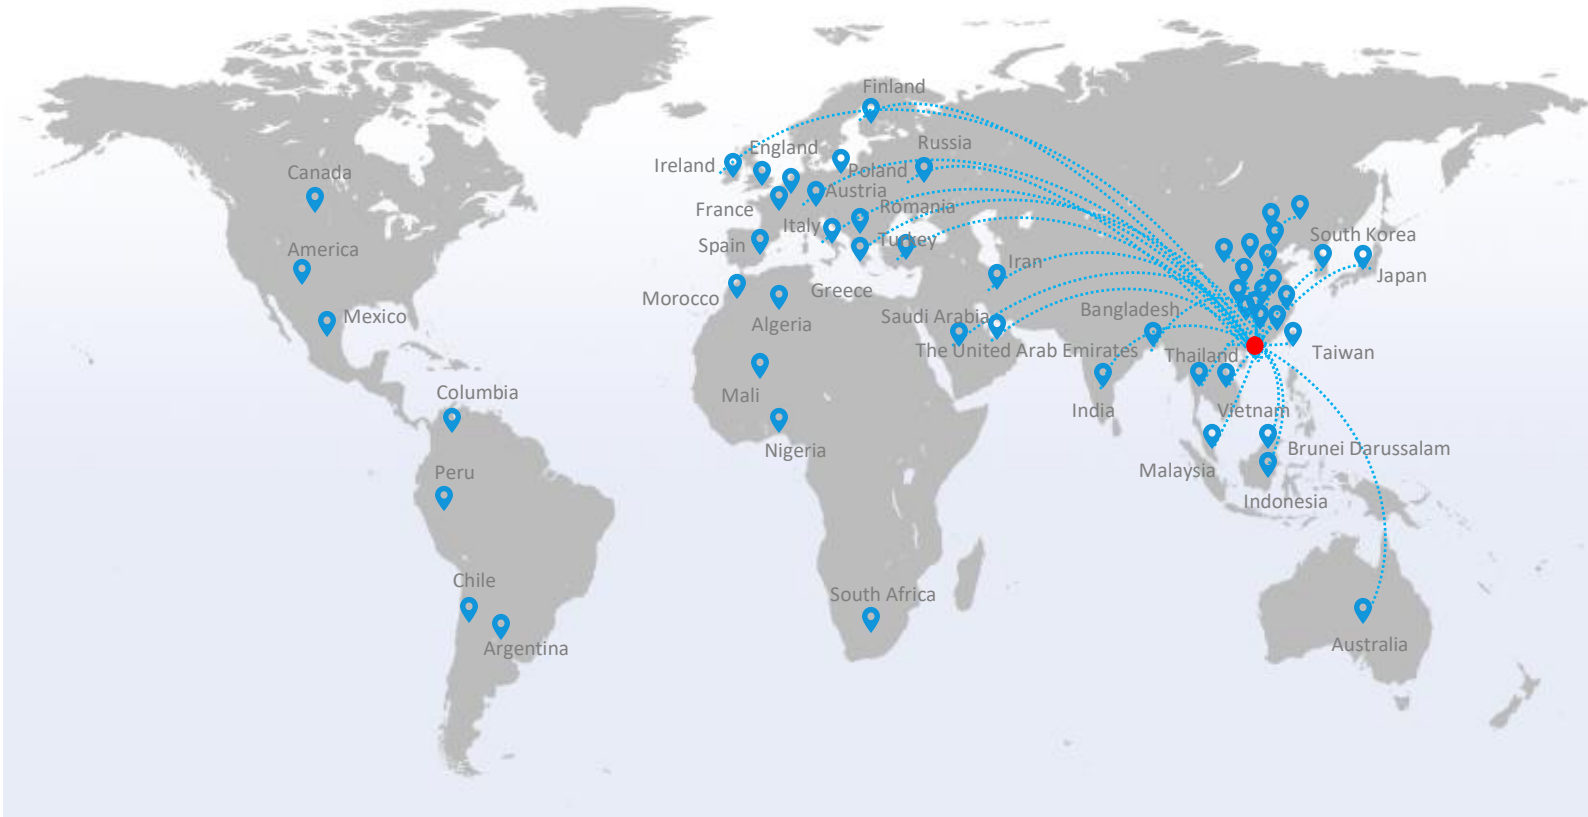 Finland
England
Russia
Ireland
Poland
Canada
Austria
France
Romania
Italy
South Korea
Spain
Turkey
America
Iran
Japan
Morocco
Greece
Mexico
Algeria
Saudi Arabia
Bangladesh
The United Arab Emirates
Thailand
Taiwan
Columbia
Mali
India
Vietnam
Nigeria
Brunei Darussalam
Peru
Malaysia
Indonesia
Chile
South Africa
Argentina
Australia